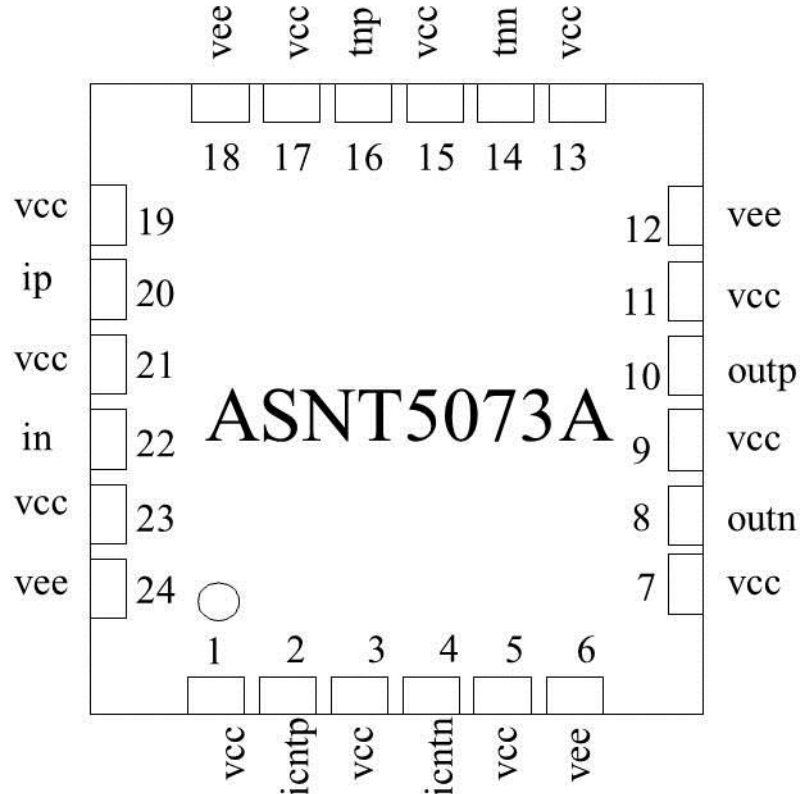 vee vcc tnp vcc tnn vcc
18 17 16 15 14 13
vcc 19 12 vee
ip 20 11 vcc
vcc 21 10 outp
ASNT5073A
in 22 9 vcc
vcc 23 8 outn
vee 24 7 vcc
1 2 3 4 5 6
vcc icntp vcc icntn vcc vee